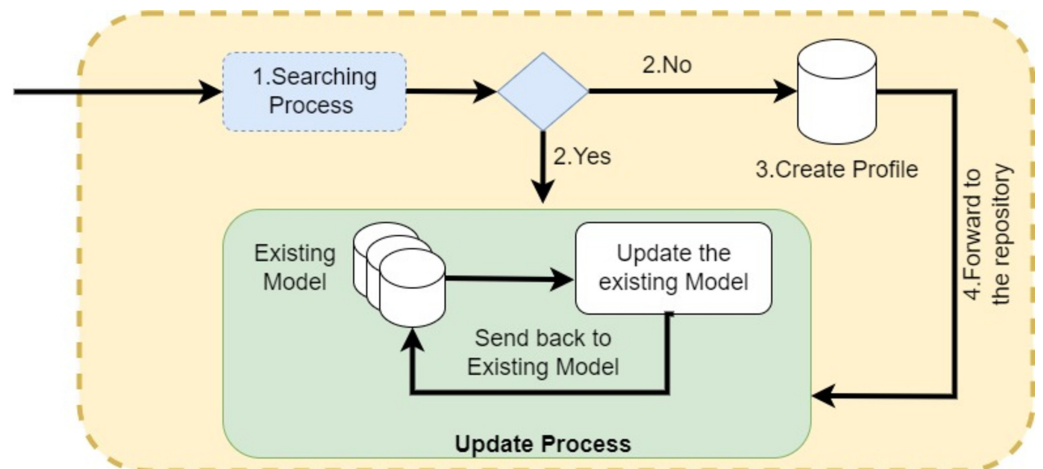 1.Searching
Process
2.No
2.Yes
3.Create Profile
4.Forward to
the repository
Existing
Model
Update the
existing Model
Send back to
Existing Model
Update Process